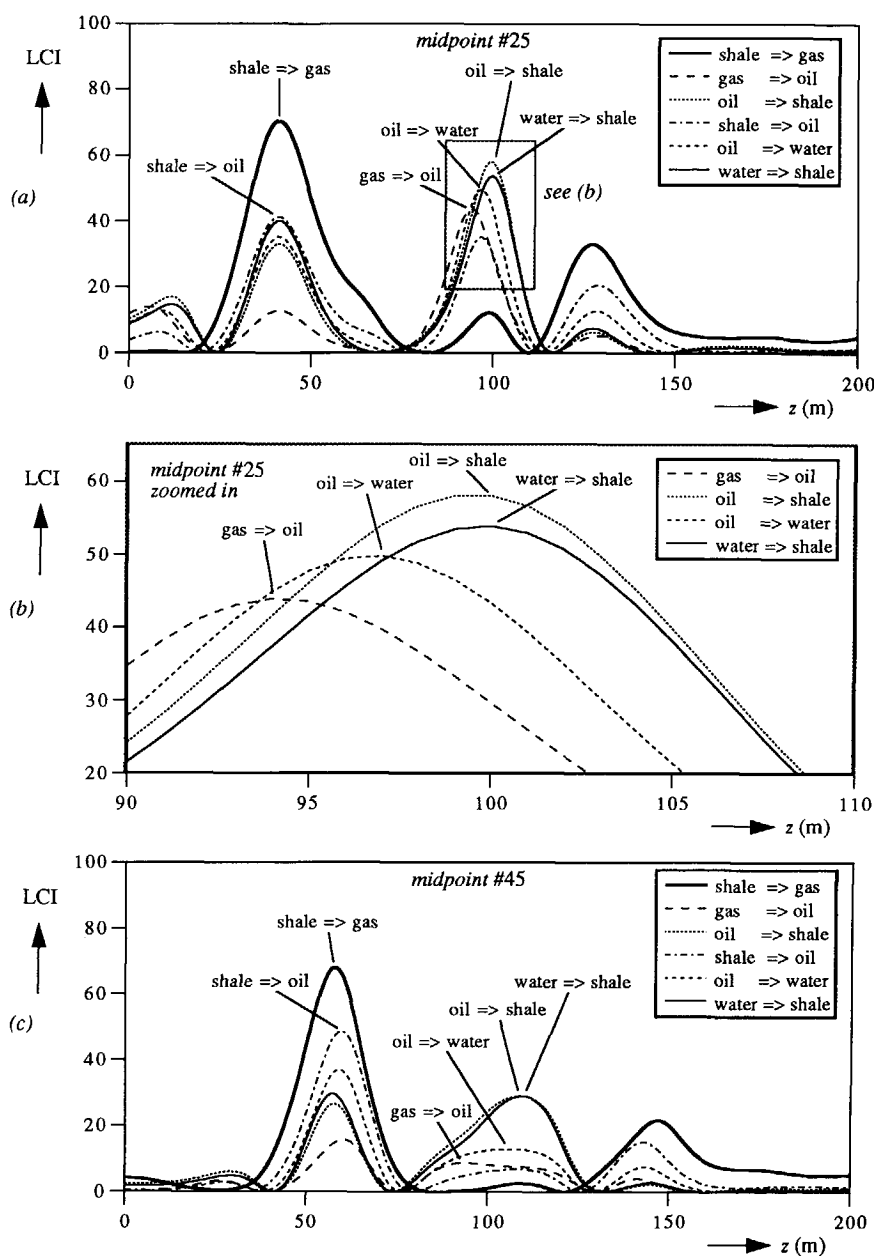 100
midpoint #25
LCI
80
60
40
20
0
(a)
shale => gas
shale => oil
oil => shale
water => shale
oil => water
gas => oil
see (b)
shale => gas
gas => oil
oil => shale
shale => oil
oil => water
water => shale
0 50 100 150 200
z (m)
LCI
60
50
40
30
20
(b)
midpoint #25
zoomed in
oil => shale
oil => water
water => shale
gas => oil
gas => oil
oil => shale
oil => water
water => shale
90 95 100 105 110
z (m)
100
midpoint #45
LCI
80
60
40
20
0
(c)
shale => gas
shale => oil
water => shale
oil => shale
oil => water
gas => oil
shale => gas
gas => oil
oil => shale
shale => oil
oil => water
water => shale
0 50 100 150 200
z (m)